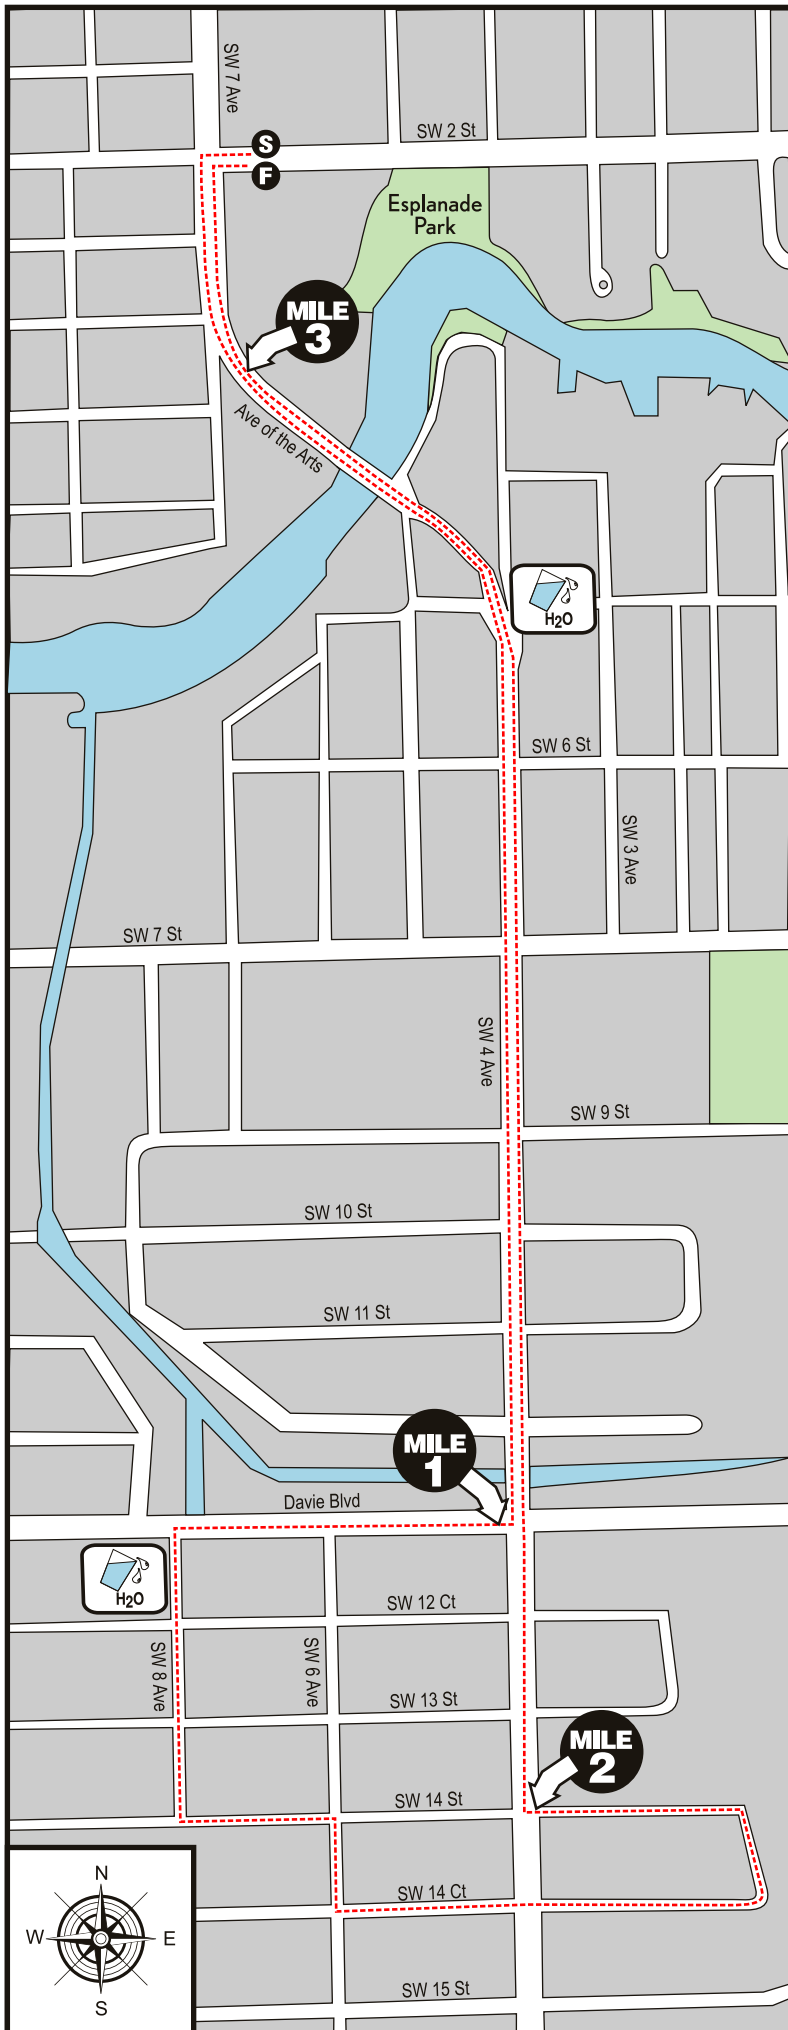 SW 7 Ave
SW 2 St
S
F
Esplanade
Park
MILE
3
Ave of the Arts
H2O
SW 6 St
SW 3 Ave
SW 7 St
SW 4 Ave
SW 9 St
SW 10 St
SW 11 St
MILE
1
Davie Blvd
H2O
SW 12 Ct
SW 8 Ave
SW 6 Ave
SW 13 St
MILE
2
SW 14 St
SW 14 Ct
N
W
E
S
SW 15 St